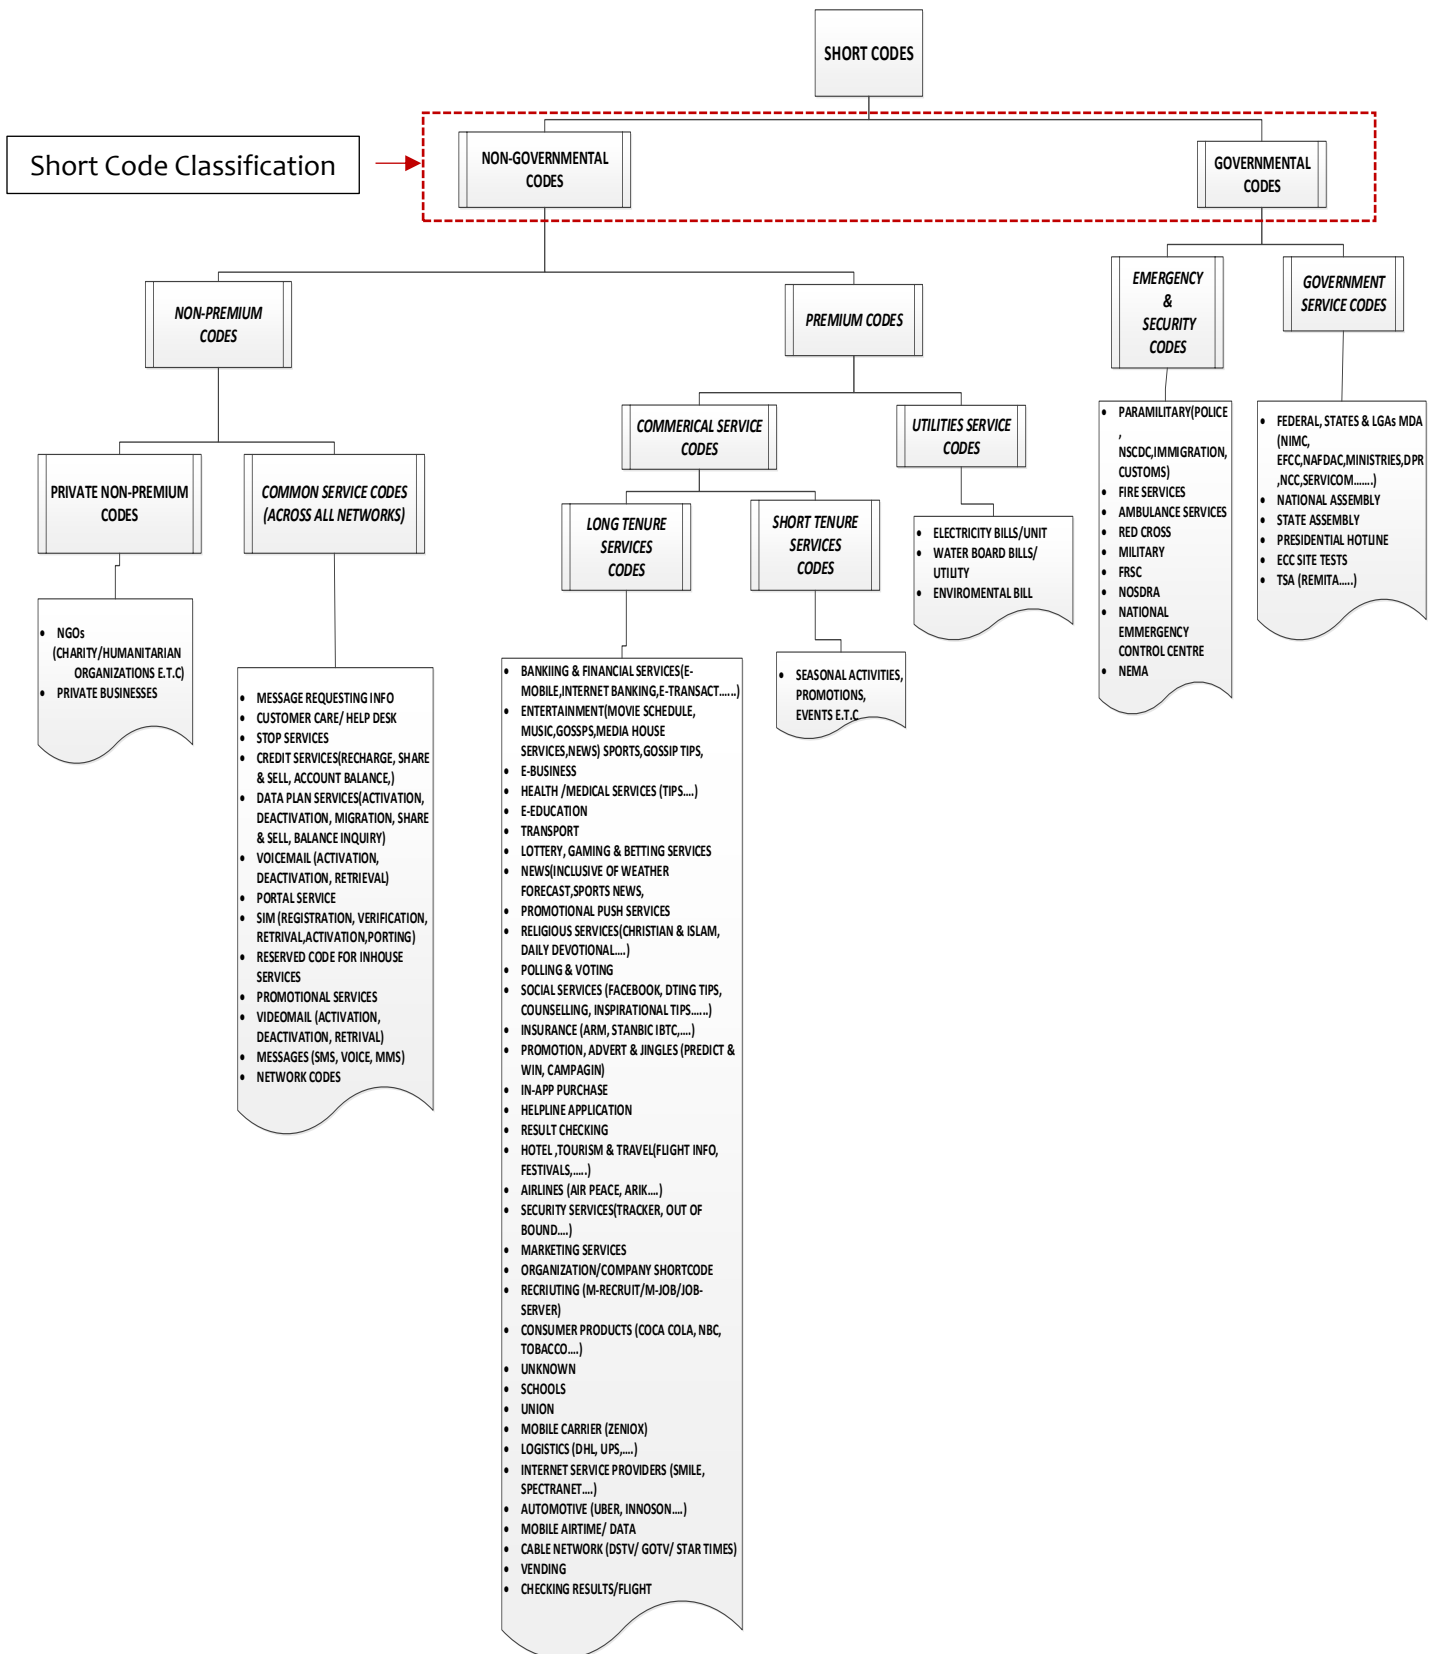 SHORT CODES
Short Code Classification
NON-GOVERNMENTAL
CODES
GOVERNMENTAL
CODES
NON-PREMIUM
CODES
PREMIUM CODES
EMERGENCY
&
SECURITY
CODES
GOVERNMENT
SERVICE CODES
PRIVATE NON-PREMIUM
CODES
COMMON SERVICE CODES
(ACROSS ALL NETWORKS)
COMMERICAL SERVICE
CODES
UTILITIES SERVICE
CODES
LONG TENURE
SERVICES
CODES
SHORT TENURE
SERVICES
CODES
• NGOs
(CHARITY/HUMANITARIAN
ORGANIZATIONS E.T.C)
• PRIVATE BUSINESSES
• MESSAGE REQUESTING INFO
• CUSTOMER CARE/ HELP DESK
• STOP SERVICES
• CREDIT SERVICES(RECHARGE, SHARE
& SELL, ACCOUNT BALANCE,)
• DATA PLAN SERVICES(ACTIVATION,
DEACTIVATION, MIGRATION, SHARE
& SELL, BALANCE INQUIRY)
• VOICEMAIL (ACTIVATION,
DEACTIVATION, RETRIEVAL)
• PORTAL SERVICE
• SIM (REGISTRATION, VERIFICATION,
RETRIVAL,ACTIVATION,PORTING)
• RESERVED CODE FOR INHOUSE
SERVICES
• PROMOTIONAL SERVICES
• VIDEOMAIL (ACTIVATION,
DEACTIVATION, RETRIVAL)
• MESSAGES (SMS, VOICE, MMS)
• NETWORK CODES
• BANKIING & FINANCIAL SERVICES(E-
MOBILE,INTERNET BANKING,E-TRANSACT......)
• ENTERTAINMENT(MOVIE SCHEDULE,
MUSIC,GOSSPS,MEDIA HOUSE
SERVICES,NEWS) SPORTS,GOSSIP TIPS,
• E-BUSINESS
• HEALTH /MEDICAL SERVICES (TIPS....)
• E-EDUCATION
• TRANSPORT
• LOTTERY, GAMING & BETTING SERVICES
• NEWS(INCLUSIVE OF WEATHER
FORECAST,SPORTS NEWS,
• PROMOTIONAL PUSH SERVICES
• RELIGIOUS SERVICES(CHRISTIAN & ISLAM,
DAILY DEVOTIONAL....)
• POLLING & VOTING
• SOCIAL SERVICES (FACEBOOK, DTING TIPS,
COUNSELLING, INSPIRATIONAL TIPS......)
• INSURANCE (ARM, STANBIC IBTC,....)
• PROMOTION, ADVERT & JINGLES (PREDICT &
WIN, CAMPAGIN)
• IN-APP PURCHASE
• HELPLINE APPLICATION
• RESULT CHECKING
• HOTEL ,TOURISM & TRAVEL(FLIGHT INFO,
FESTIVALS,.....)
• AIRLINES (AIR PEACE, ARIK....)
• SECURITY SERVICES(TRACKER, OUT OF
BOUND....)
• MARKETING SERVICES
• ORGANIZATION/COMPANY SHORTCODE
• RECRIUTING (M-RECRUIT/M-JOB/JOB-
SERVER)
• CONSUMER PRODUCTS (COCA COLA, NBC,
TOBACCO....)
• UNKNOWN
• SCHOOLS
• UNION
• MOBILE CARRIER (ZENIOX)
• LOGISTICS (DHL, UPS,....)
• INTERNET SERVICE PROVIDERS (SMILE,
SPECTRANET....)
• AUTOMOTIVE (UBER, INNOSON....)
• MOBILE AIRTIME/ DATA
• CABLE NETWORK (DSTV/ GOTV/ STAR TIMES)
• VENDING
• CHECKING RESULTS/FLIGHT
• SEASONAL ACTIVITIES,
PROMOTIONS,
EVENTS E.T.C
• ELECTRICITY BILLS/UNIT
• WATER BOARD BILLS/
UTILITY
• ENVIROMENTAL BILL
• PARAMILITARY(POLICE
,
NSCDC,IMMIGRATION,
CUSTOMS)
• FIRE SERVICES
• AMBULANCE SERVICES
• RED CROSS
• MILITARY
• FRSC
• NOSDRA
• NATIONAL
EMMERGENCY
CONTROL CENTRE
• NEMA
• FEDERAL, STATES & LGAs MDA
(NIMC,
EFCC,NAFDAC,MINISTRIES,DPR
,NCC,SERVICOM.......)
• NATIONAL ASSEMBLY
• STATE ASSEMBLY
• PRESIDENTIAL HOTLINE
• ECC SITE TESTS
• TSA (REMITA.....)